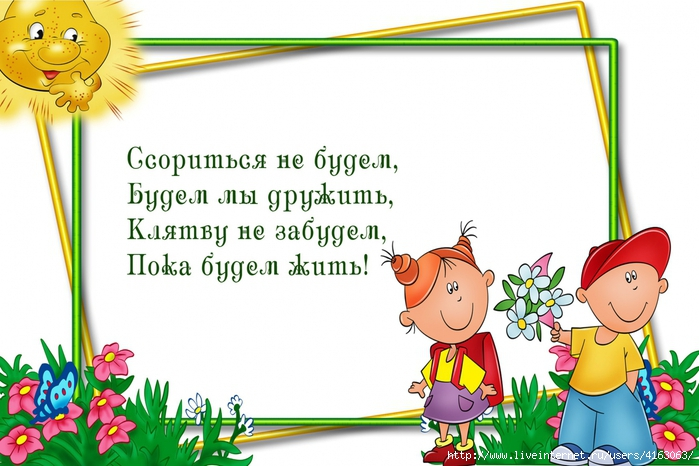 Ссориться не будем,
Будем мы дружить,
Клятву не забудем,
Пока будем жить!
http://www.liveinternet.ru/users/4163063/